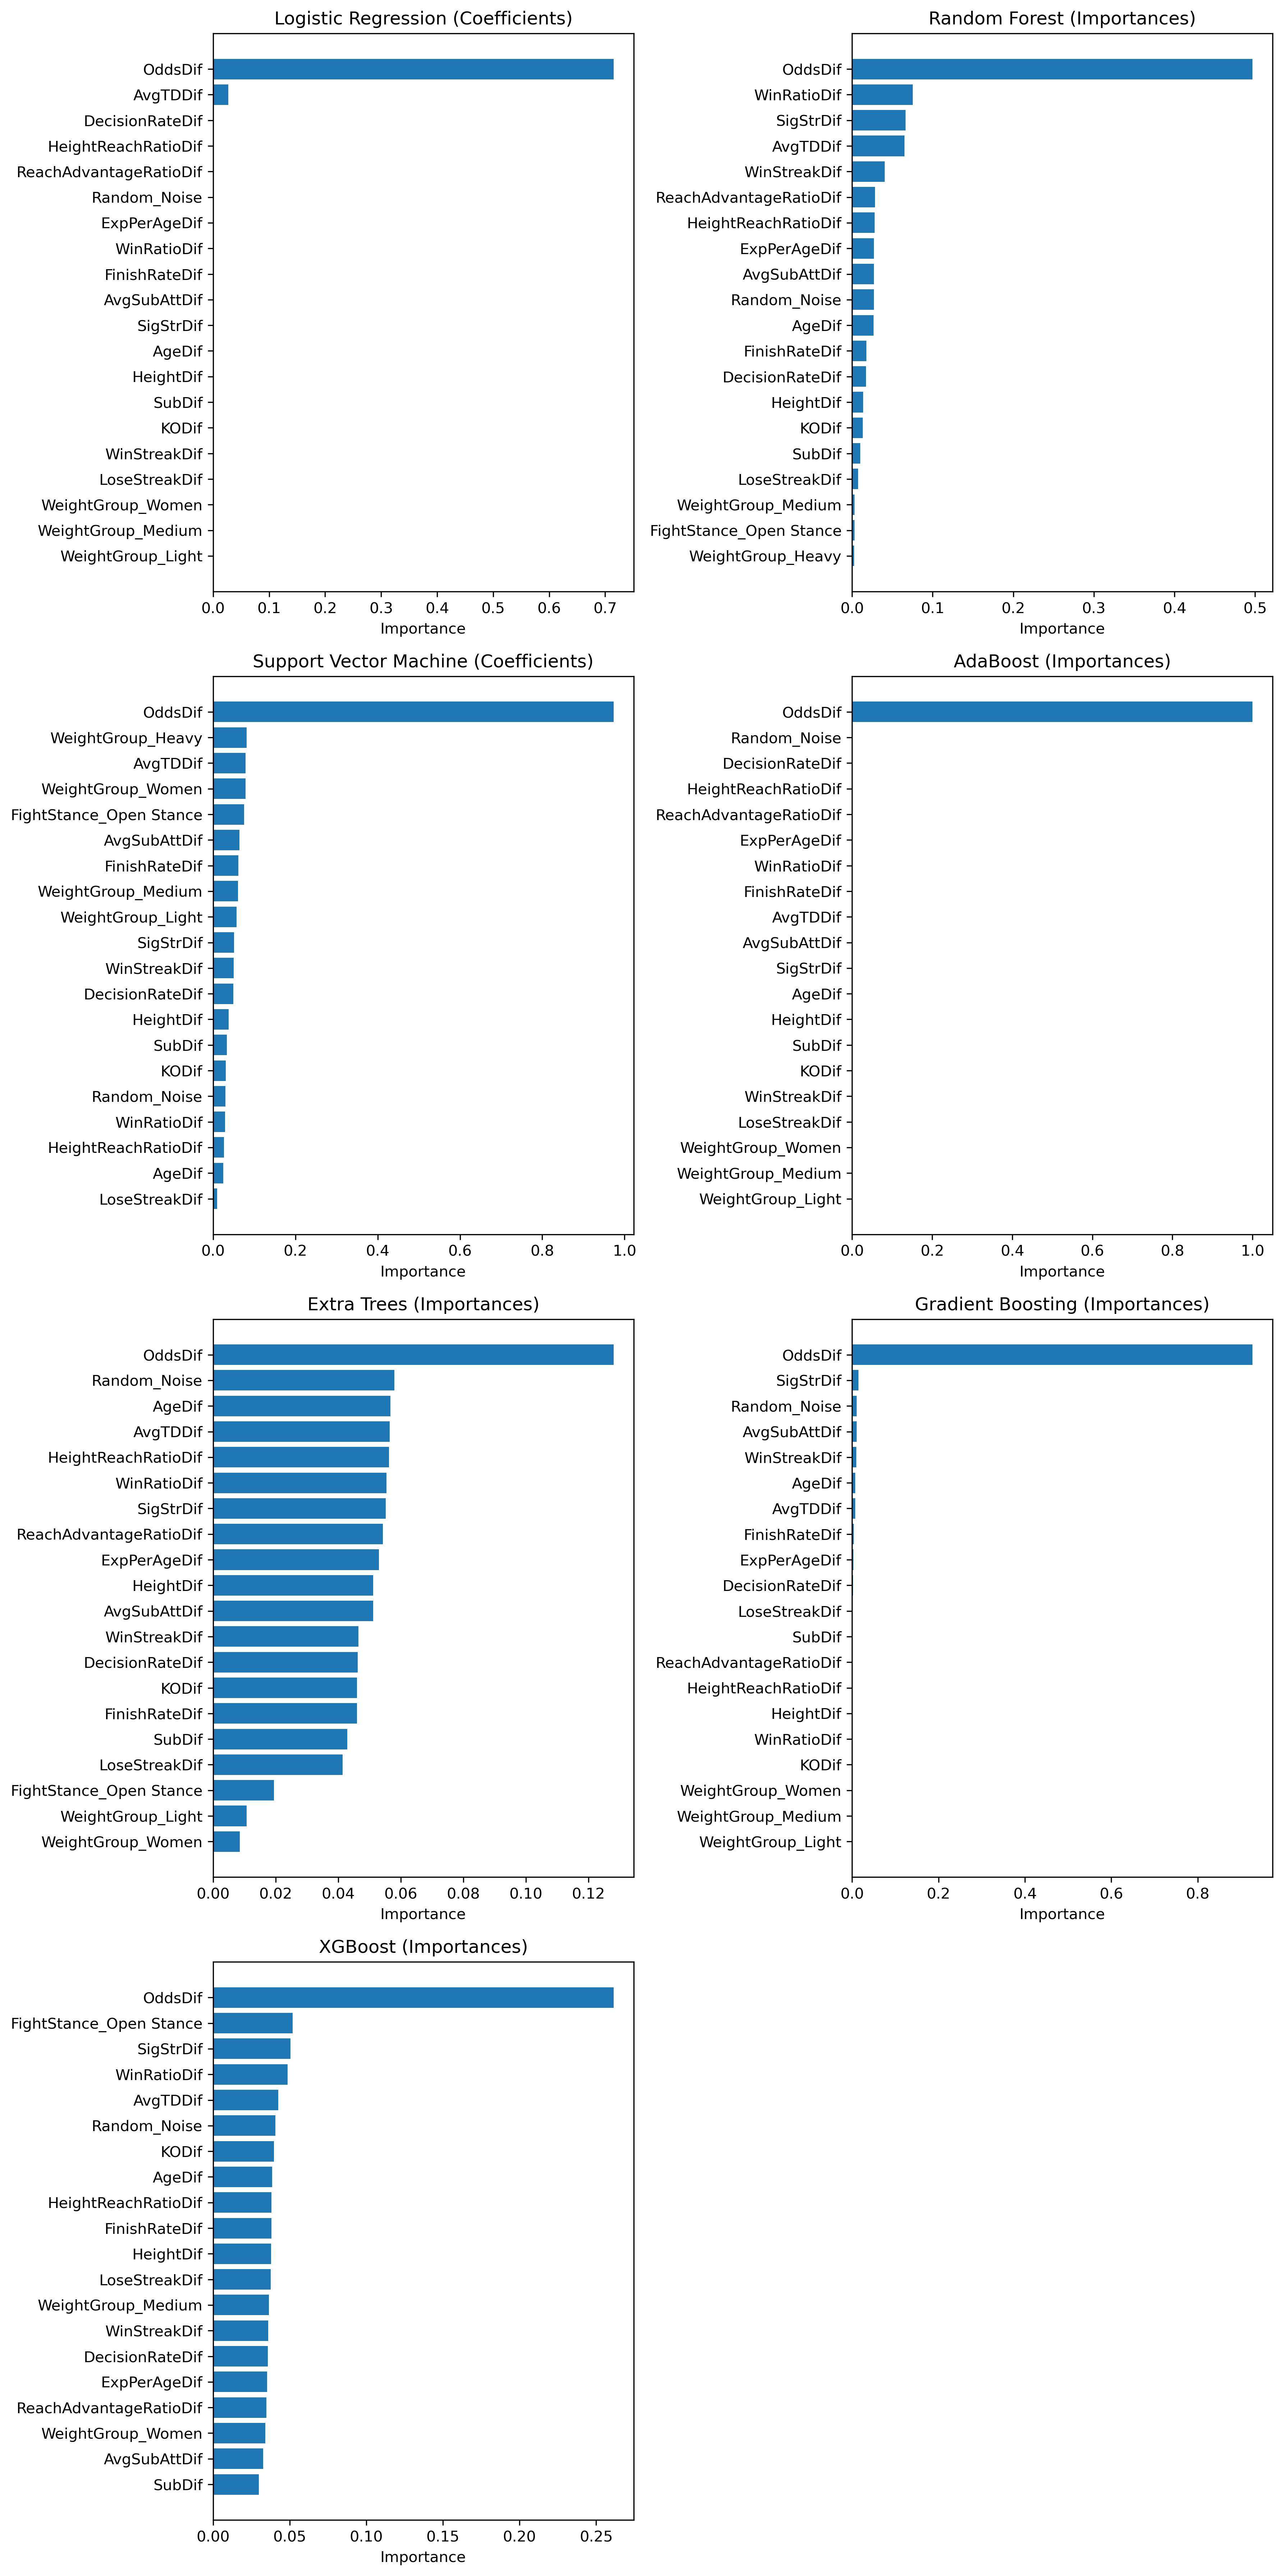 Logistic Regression (Coefficients)
OddsDif
AvgTDDif
DecisionRateDif
HeightReachRatioDif
ReachAdvantageRatioDif
Random_Noise
ExpPerAgeDif
WinRatioDif
FinishRateDif
AvgSubAttDif
SigStrDif
AgeDif
HeightDif
SubDif
KODif
WinStreakDif
LoseStreakDif
WeightGroup_Women
WeightGroup_Medium
WeightGroup_Light
0.0 0.1 0.2 0.3 0.4 0.5 0.6 0.7
Importance
Random Forest (Importances)
OddsDif
WinRatioDif
SigStrDif
AvgTDDif
WinStreakDif
ReachAdvantageRatioDif
HeightReachRatioDif
ExpPerAgeDif
AvgSubAttDif
Random_Noise
AgeDif
FinishRateDif
DecisionRateDif
HeightDif
KODif
SubDif
LoseStreakDif
WeightGroup_Medium
FightStance_Open Stance
WeightGroup_Heavy
0.0 0.1 0.2 0.3 0.4 0.5
Importance
Support Vector Machine (Coefficients)
OddsDif
WeightGroup_Heavy
AvgTDDif
WeightGroup_Women
FightStance_Open Stance
AvgSubAttDif
FinishRateDif
WeightGroup_Medium
WeightGroup_Light
SigStrDif
WinStreakDif
DecisionRateDif
HeightDif
SubDif
KODif
Random_Noise
WinRatioDif
HeightReachRatioDif
AgeDif
LoseStreakDif
0.0 0.2 0.4 0.6 0.8 1.0
Importance
AdaBoost (Importances)
OddsDif
Random_Noise
DecisionRateDif
HeightReachRatioDif
ReachAdvantageRatioDif
ExpPerAgeDif
WinRatioDif
FinishRateDif
AvgTDDif
AvgSubAttDif
SigStrDif
AgeDif
HeightDif
SubDif
KODif
WinStreakDif
LoseStreakDif
WeightGroup_Women
WeightGroup_Medium
WeightGroup_Light
0.0 0.2 0.4 0.6 0.8 1.0
Importance
Extra Trees (Importances)
OddsDif
Random_Noise
AgeDif
AvgTDDif
HeightReachRatioDif
WinRatioDif
SigStrDif
ReachAdvantageRatioDif
ExpPerAgeDif
HeightDif
AvgSubAttDif
WinStreakDif
DecisionRateDif
KODif
FinishRateDif
SubDif
LoseStreakDif
FightStance_Open Stance
WeightGroup_Light
WeightGroup_Women
0.00 0.02 0.04 0.06 0.08 0.10 0.12
Importance
Gradient Boosting (Importances)
OddsDif
SigStrDif
Random_Noise
AvgSubAttDif
WinStreakDif
AgeDif
AvgTDDif
FinishRateDif
ExpPerAgeDif
DecisionRateDif
LoseStreakDif
SubDif
ReachAdvantageRatioDif
HeightReachRatioDif
HeightDif
WinRatioDif
KODif
WeightGroup_Women
WeightGroup_Medium
WeightGroup_Light
0.0 0.2 0.4 0.6 0.8
Importance
XGBoost (Importances)
OddsDif
FightStance_Open Stance
SigStrDif
WinRatioDif
AvgTDDif
Random_Noise
KODif
AgeDif
HeightReachRatioDif
FinishRateDif
HeightDif
LoseStreakDif
WeightGroup_Medium
WinStreakDif
DecisionRateDif
ExpPerAgeDif
ReachAdvantageRatioDif
WeightGroup_Women
AvgSubAttDif
SubDif
0.00 0.05 0.10 0.15 0.20 0.25
Importance